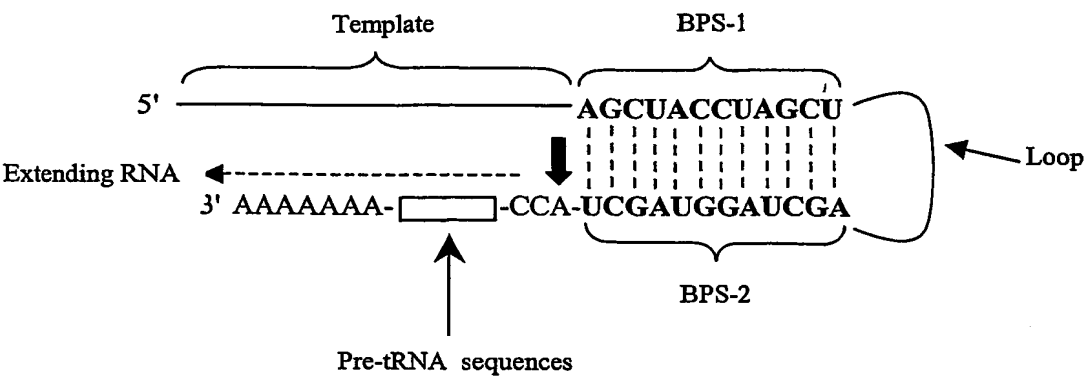 Template BPS-1
5' AGCUACCUAGCU
Loop
Extending RNA
3' AAAAAAA- -CCA-UCGAUGGAUCGA
BPS-2
Pre-tRNA sequences